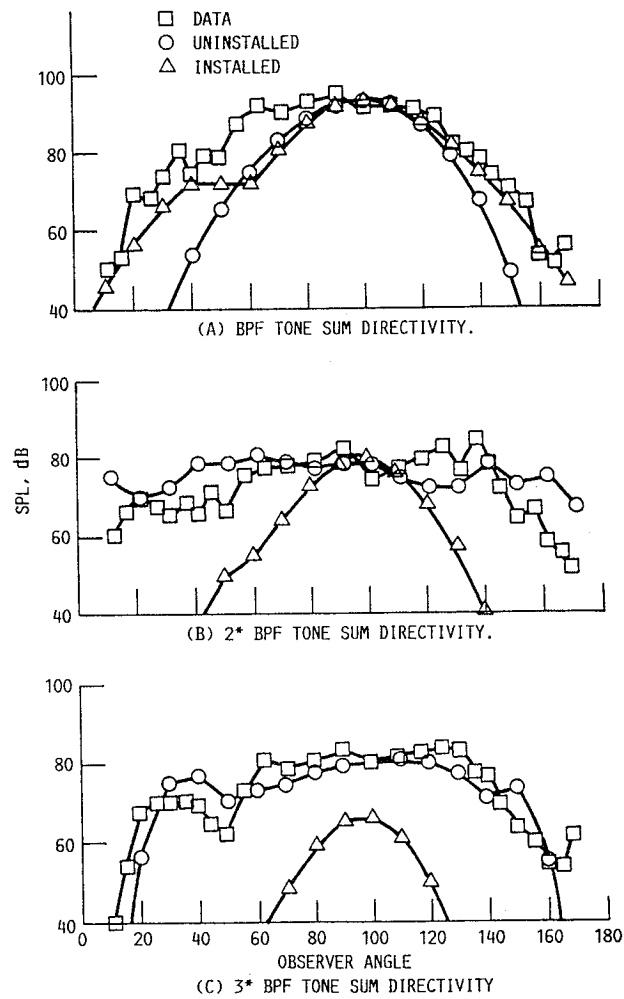 DATA
UNINSTALLED
INSTALLED
100
80
60
40
(A) BPF TONE SUM DIRECTIVITY.
100
80
60
40
SPL, dB
(B) 2* BPF TONE SUM DIRECTIVITY.
100
80
60
40
0 20 40 60 80 100 120 140 160 180
OBSERVER ANGLE
(C) 3* BPF TONE SUM DIRECTIVITY